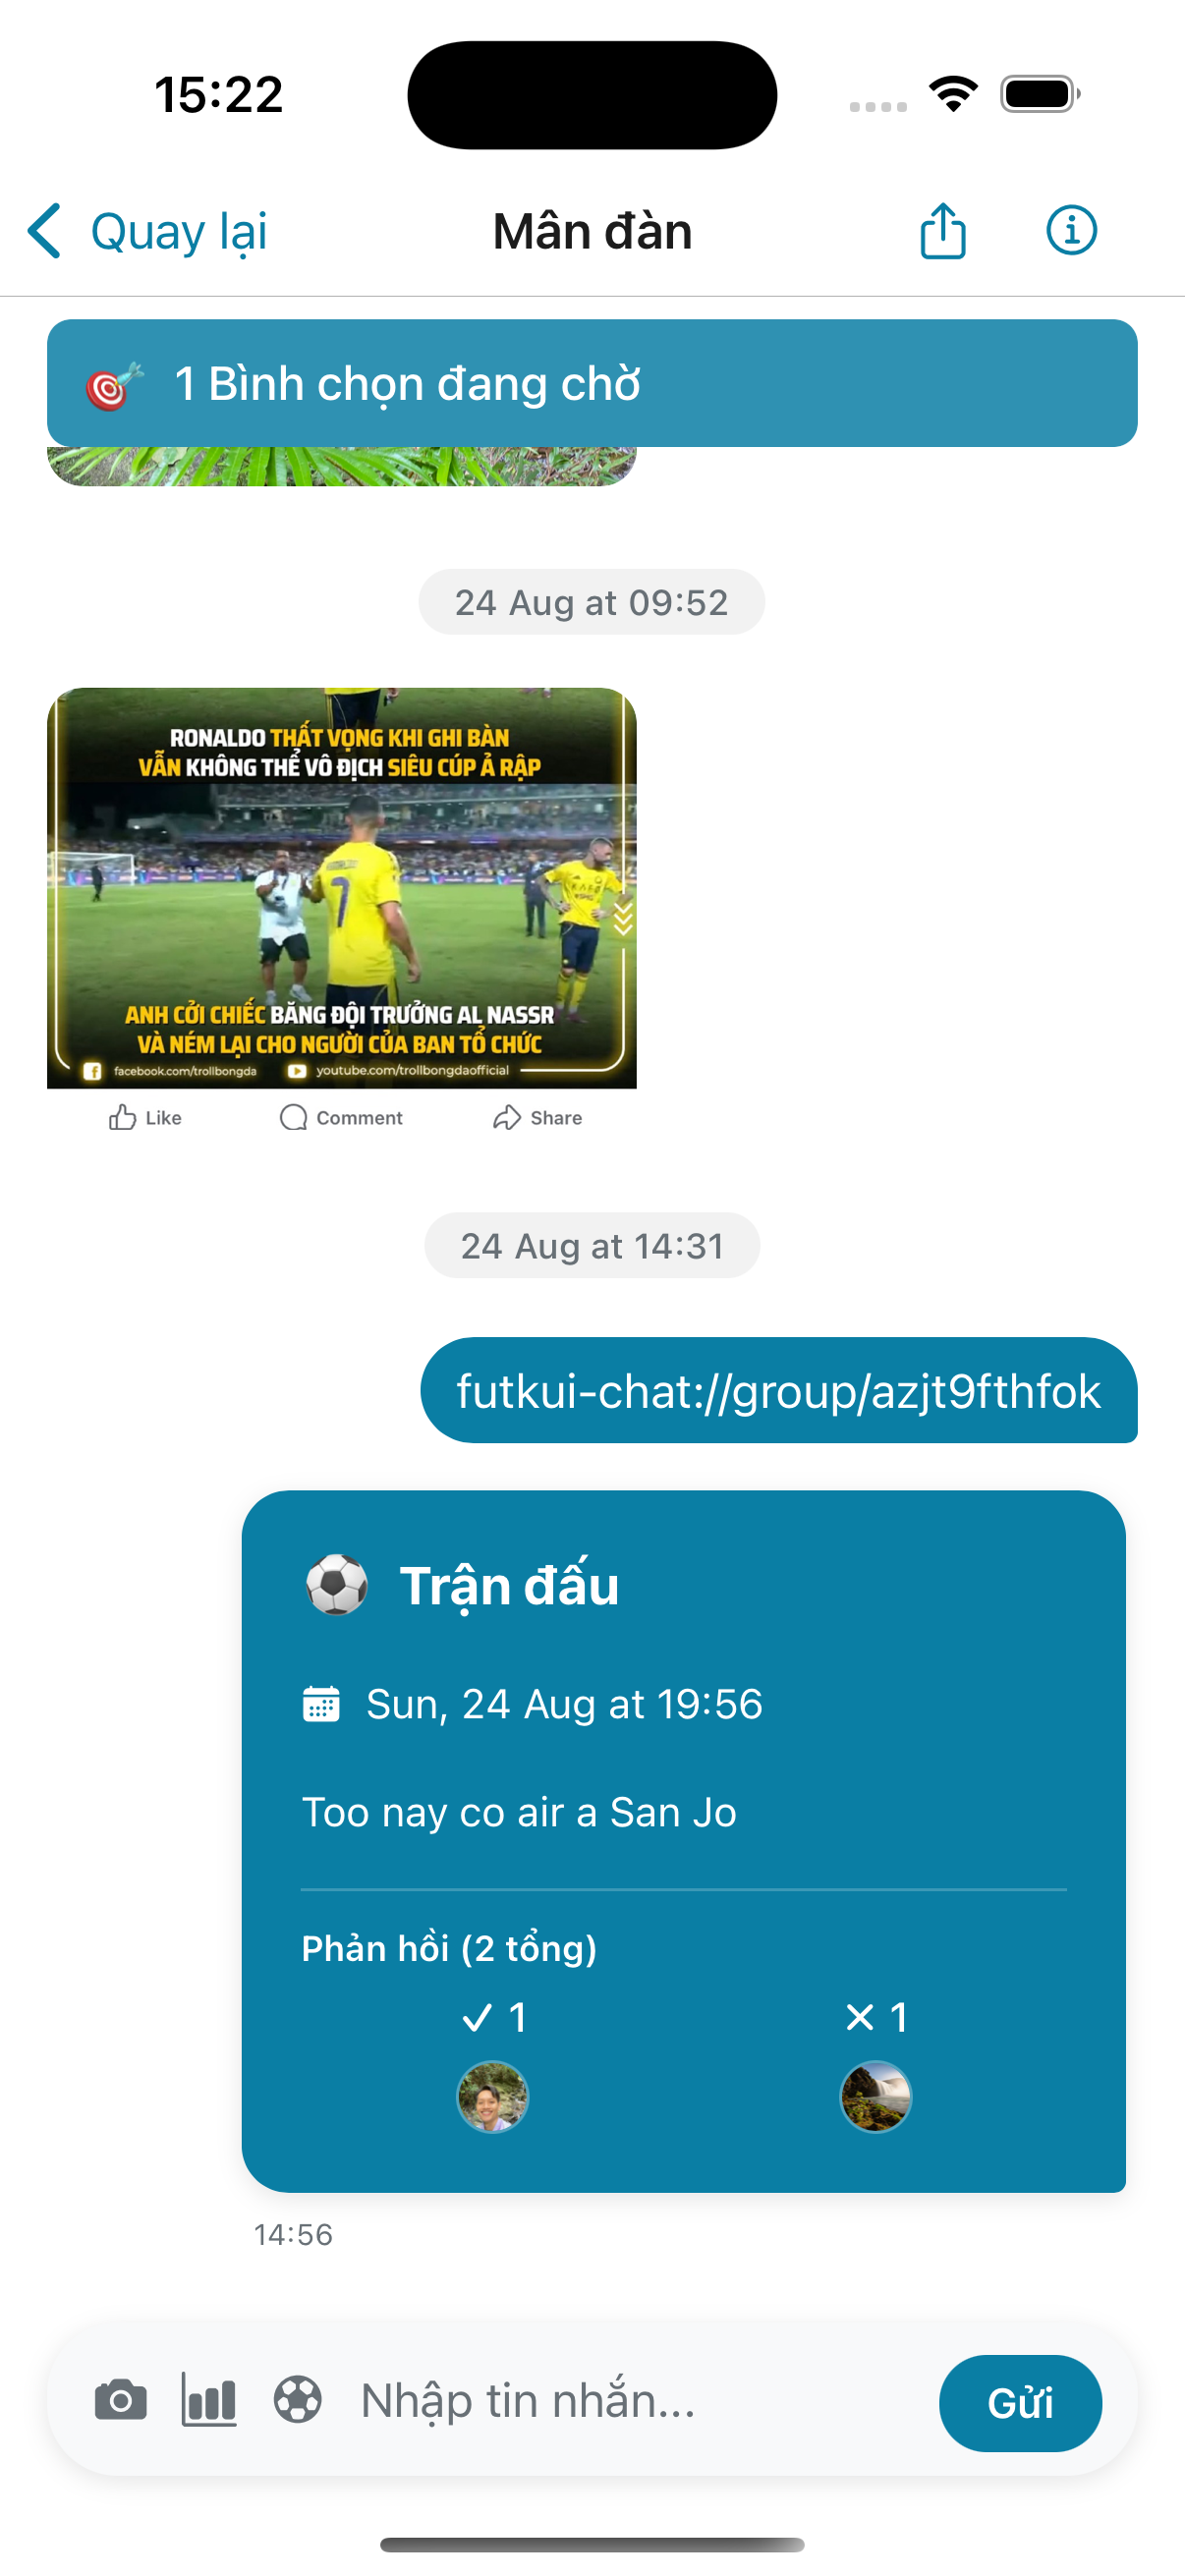 15:22
Quay lại
Mân đàn
1 Bình chọn đang chờ
24 Aug at 09:52
RONALDO THẤT VỌNG KHI GHI BÀN
VẪN KHÔNG THỂ VÔ ĐỊCH SIÊU CÚP Ả RẬP
7
ANH CỞI CHIẾC BĂNG ĐỘI TRƯỞNG AL NASSR
VÀ NÉM LẠI CHO NGƯỜI CỦA BAN TỔ CHỨC
facebook.com/trollbongda
youtube.com/trollbongdaofficial
Like
Comment
Share
24 Aug at 14:31
futkui-chat://group/azjt9fthfok
Trận đấu
Sun, 24 Aug at 19:56
Too nay co air a San Jo
Phản hồi (2 tổng)
✓ 1
✕ 1
14:56
Nhập tin nhắn...
Gửi